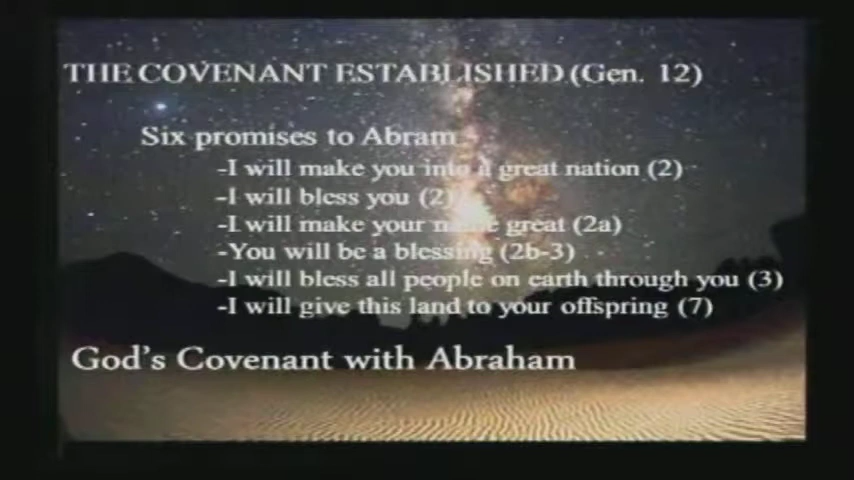 THE COVENANT ESTABLISHED (Gen. 12)
Six promises to Abram
-I will make you into a great nation (2)
-I will bless you (2)
-I will make your name great (2a)
-You will be a blessing (2b-3)
-I will bless all people on earth through you (3)
-I will give this land to your offspring (7)
God's Covenant with Abraham